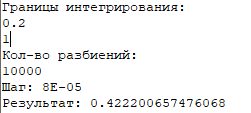 Границы интегрирования:
0.2
1
Кол-во разбиений:
10000
Шаг: 8E-05
Результат: 0.422200657476068